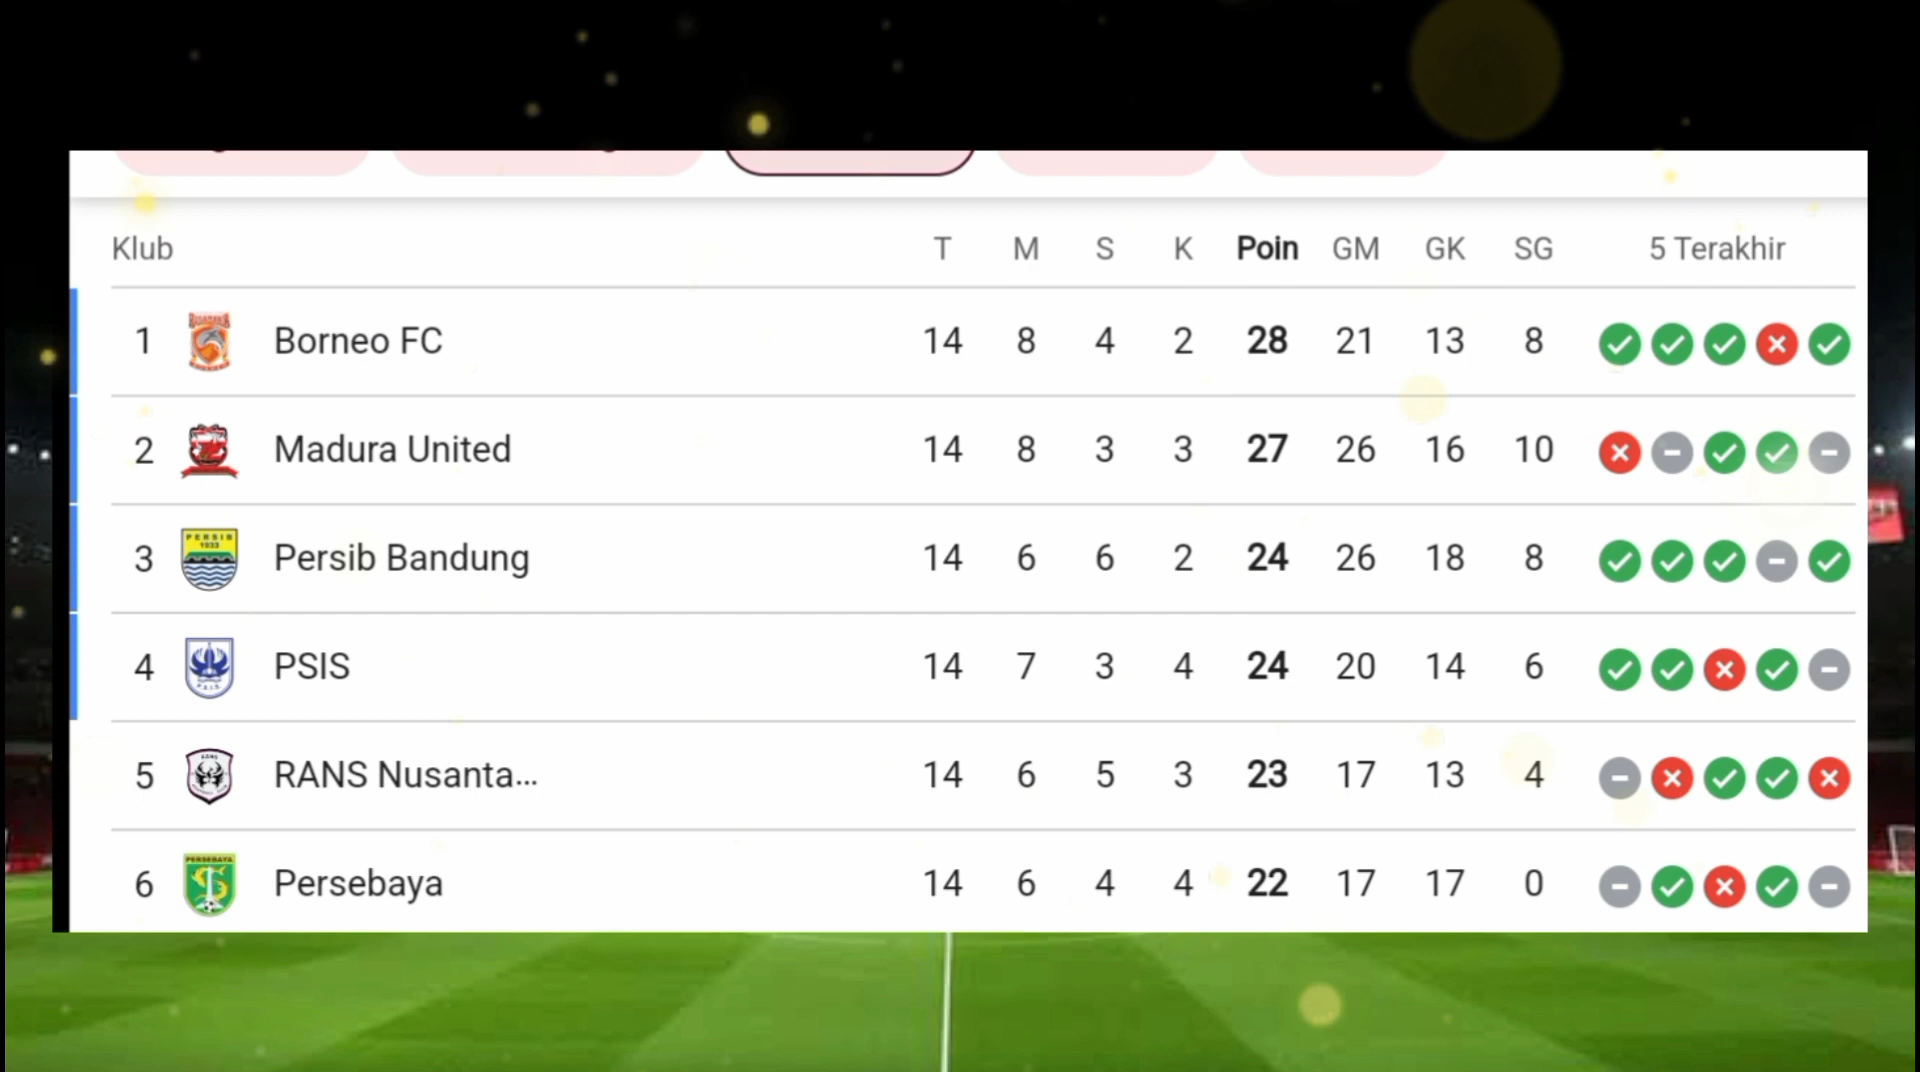 Klub T M S K Poin GM GK SG 5 Terakhir
1 Borneo FC 14 8 4 2 28 21 13 8
2 Madura United 14 8 3 3 27 26 16 10
PERSIB
1933
3 Persib Bandung 14 6 6 2 24 26 18 8
4 PSIS 14 7 3 4 24 20 14 6
P.S.I.S.
5 RANS Nusanta... 14 6 5 3 23 17 13 4
PERSEBAYA
6 Persebaya 14 6 4 4 22 17 17 0